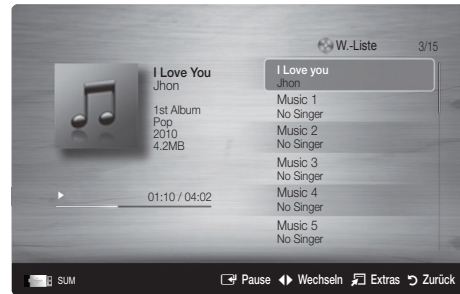 W.-Liste 3/15
I Love You
Jhon
1st Album
Pop
2010
4.2MB
01:10 / 04:02
I Love you
Jhon
Music 1
No Singer
Music 2
No Singer
Music 3
No Singer
Music 4
No Singer
Music 5
No Singer
SUM Pause Wechseln Extras Zurück